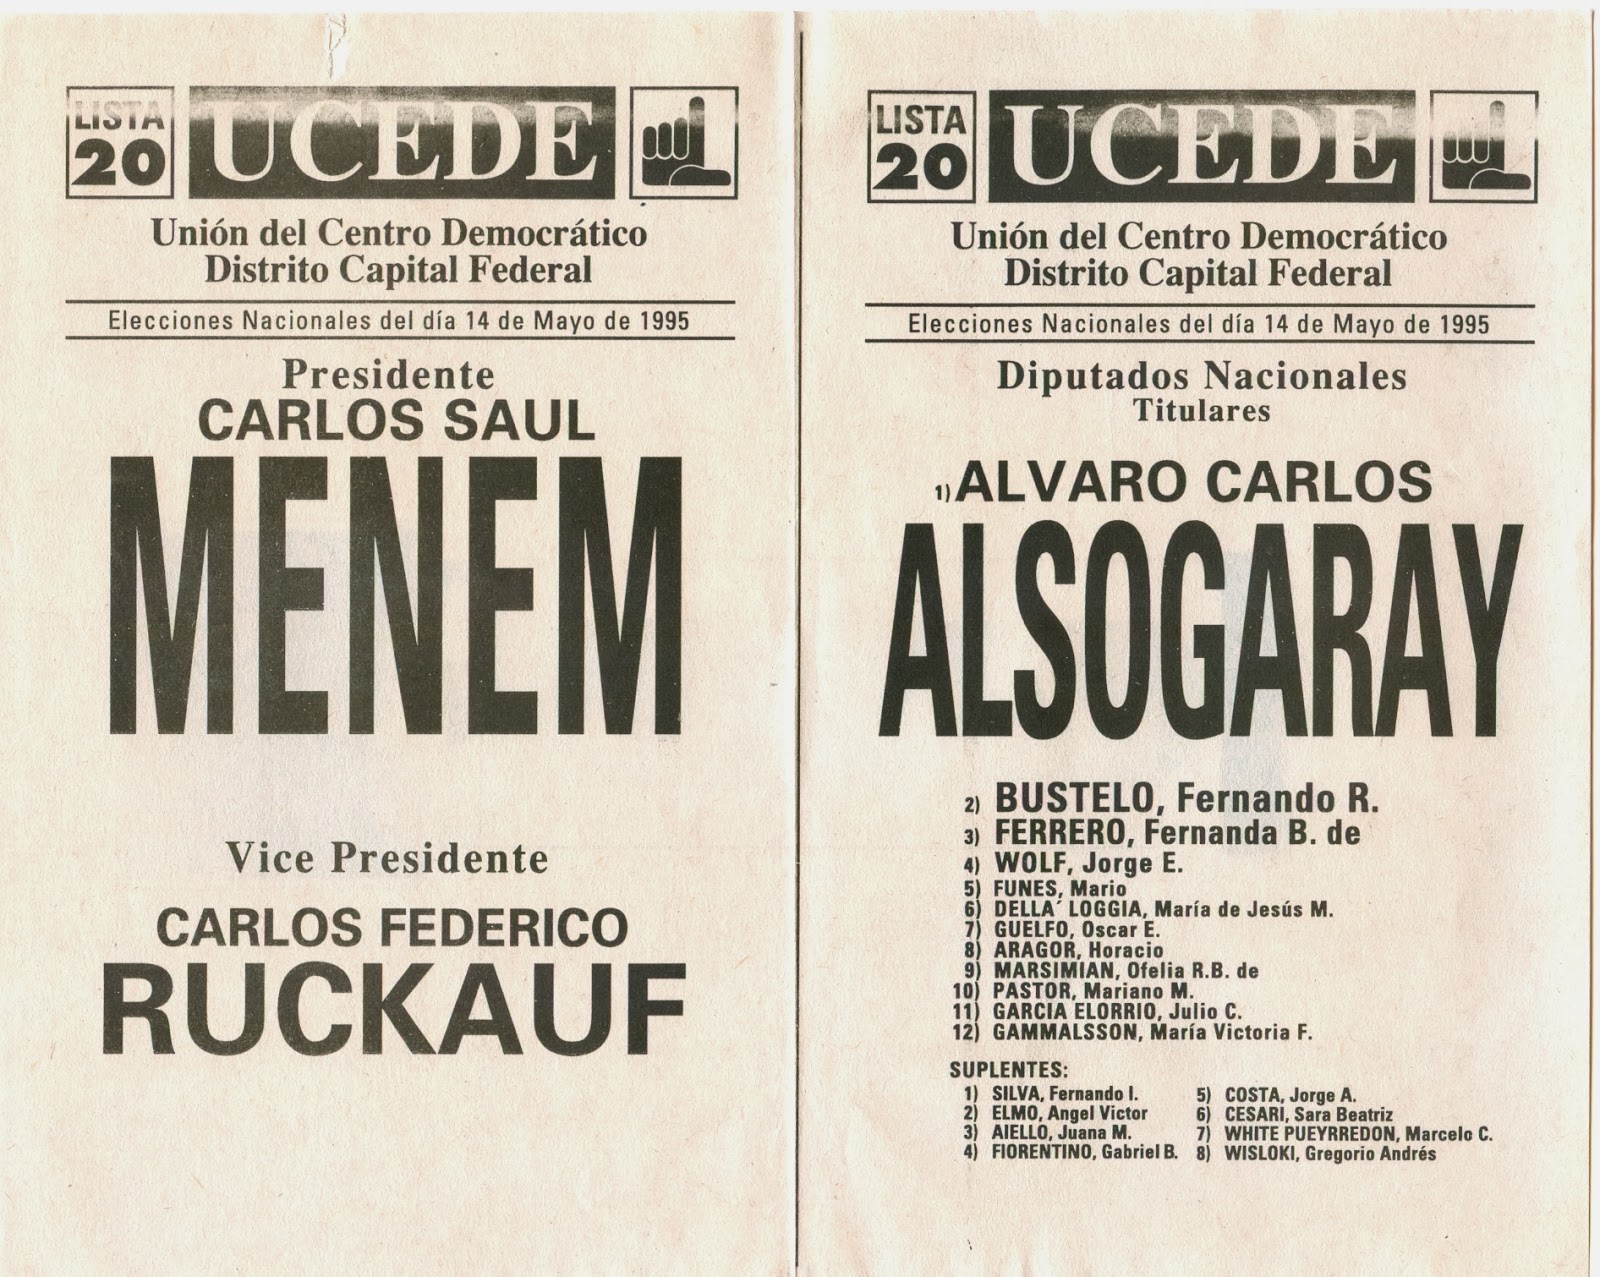 LISTA
20
UCEDE
Unión del Centro Democrático
Distrito Capital Federal
Elecciones Nacionales del día 14 de Mayo de 1995
Presidente
CARLOS SAUL
MENEM
Vice Presidente
CARLOS FEDERICO
RUCKAUF
LISTA
20
UCEDE
Unión del Centro Democrático
Distrito Capital Federal
Elecciones Nacionales del día 14 de Mayo de 1995
Diputados Nacionales
Titulares
1) ALVARO CARLOS
ALSOGARAY
2) BUSTELO, Fernando R.
3) FERRERO, Fernanda B. de
4) WOLF, Jorge E.
5) FUNES, Mario
6) DELLA´ LOGGIA, María de Jesús M.
7) GUELFO, Oscar E.
8) ARAGOR, Horacio
9) MARSIMIAN, Ofelia R.B. de
10) PASTOR, Mariano M.
11) GARCIA ELORRIO, Julio C.
12) GAMMALSSON, María Victoria F.
SUPLENTES:
1) SILVA, Fernando I.
2) ELMO, Angel Victor
3) AIELLO, Juana M.
4) FIORENTINO, Gabriel B.
5) COSTA, Jorge A.
6) CESARI, Sara Beatriz
7) WHITE PUEYRREDON, Marcelo C.
8) WISLOKI, Gregorio Andrés